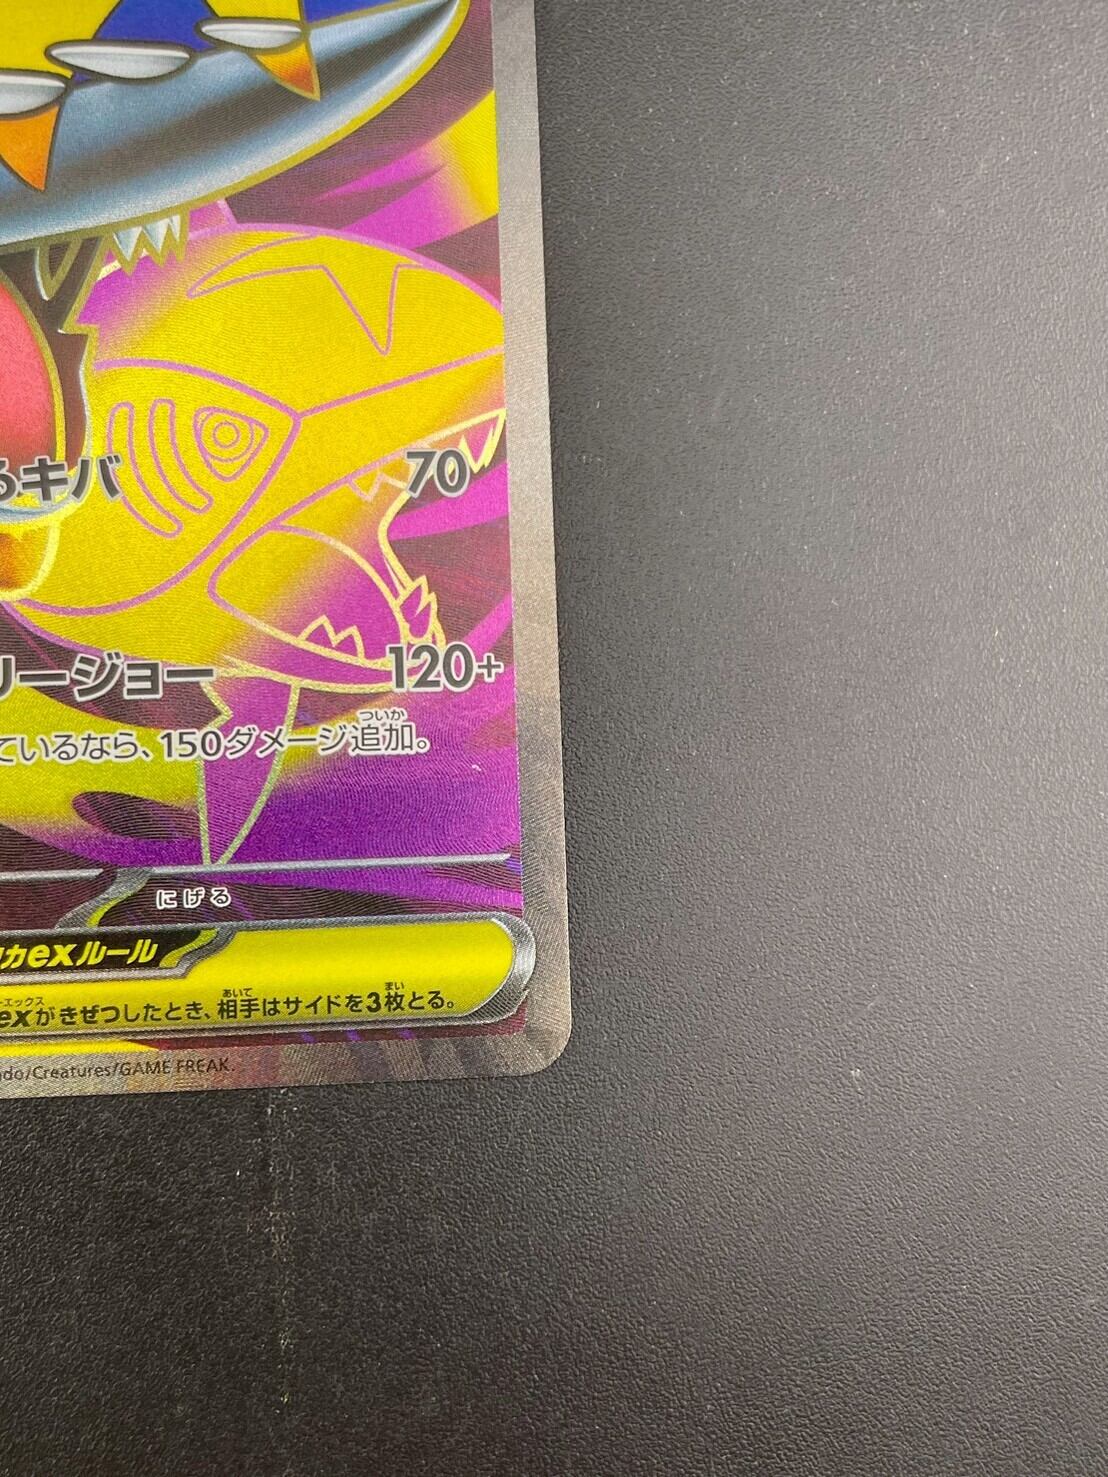 るキバ 70
リージョー 120+
ついか
ているなら、150ダメージ追加。
にげる
カexルール
ーエックス あいて まい
exがきぜつしたとき、相手はサイドを3枚とる。
do/Creatures/GAME FREAK.